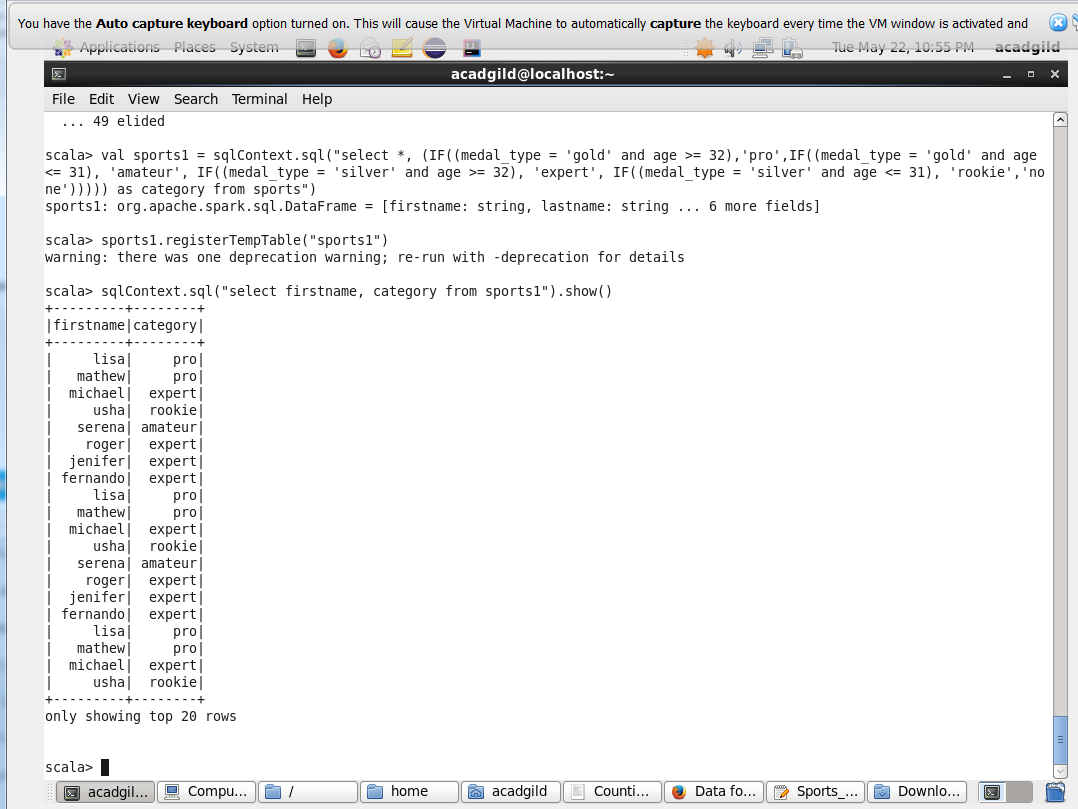 You have the Auto capture keyboard option turned on. This will cause the Virtual Machine to automatically capture the keyboard every time the VM window is activated and
Applications Places System Tue May 22, 10:55 PM acadgild
acadgild@localhost:~
File Edit View Search Terminal Help
... 49 elided
scala> val sports1 = sqlContext.sql("select *, (IF((medal_type = 'gold' and age >= 32),'pro',IF((medal_type = 'gold' and age
<= 31), 'amateur', IF((medal_type = 'silver' and age >= 32), 'expert', IF((medal_type = 'silver' and age <= 31), 'rookie','no
ne'))))) as category from sports")
sports1: org.apache.spark.sql.DataFrame = [firstname: string, lastname: string ... 6 more fields]
scala> sports1.registerTempTable("sports1")
warning: there was one deprecation warning; re-run with -deprecation for details
scala> sqlContext.sql("select firstname, category from sports1").show()
+---------+--------+
|firstname|category|
+---------+--------+
|     lisa|     pro|
|   mathew|     pro|
|  michael|  expert|
|     usha|  rookie|
|   serena| amateur|
|    roger|  expert|
|  jenifer|  expert|
| fernando|  expert|
|     lisa|     pro|
|   mathew|     pro|
|  michael|  expert|
|     usha|  rookie|
|   serena| amateur|
|    roger|  expert|
|  jenifer|  expert|
| fernando|  expert|
|     lisa|     pro|
|   mathew|     pro|
|  michael|  expert|
|     usha|  rookie|
+---------+--------+
only showing top 20 rows
scala>
acadgil... Compu... / home acadgild Counti... Data fo... Sports_... Downlo...